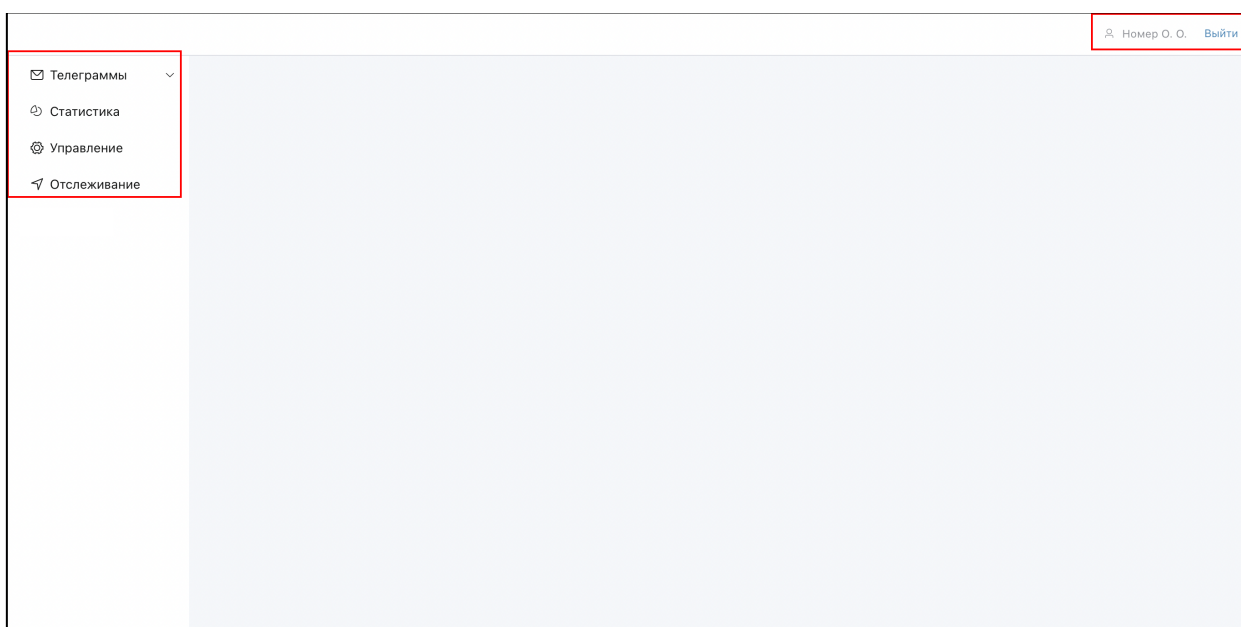 Номер О. О. Выйти
Телеграммы
Статистика
Управление
Отслеживание